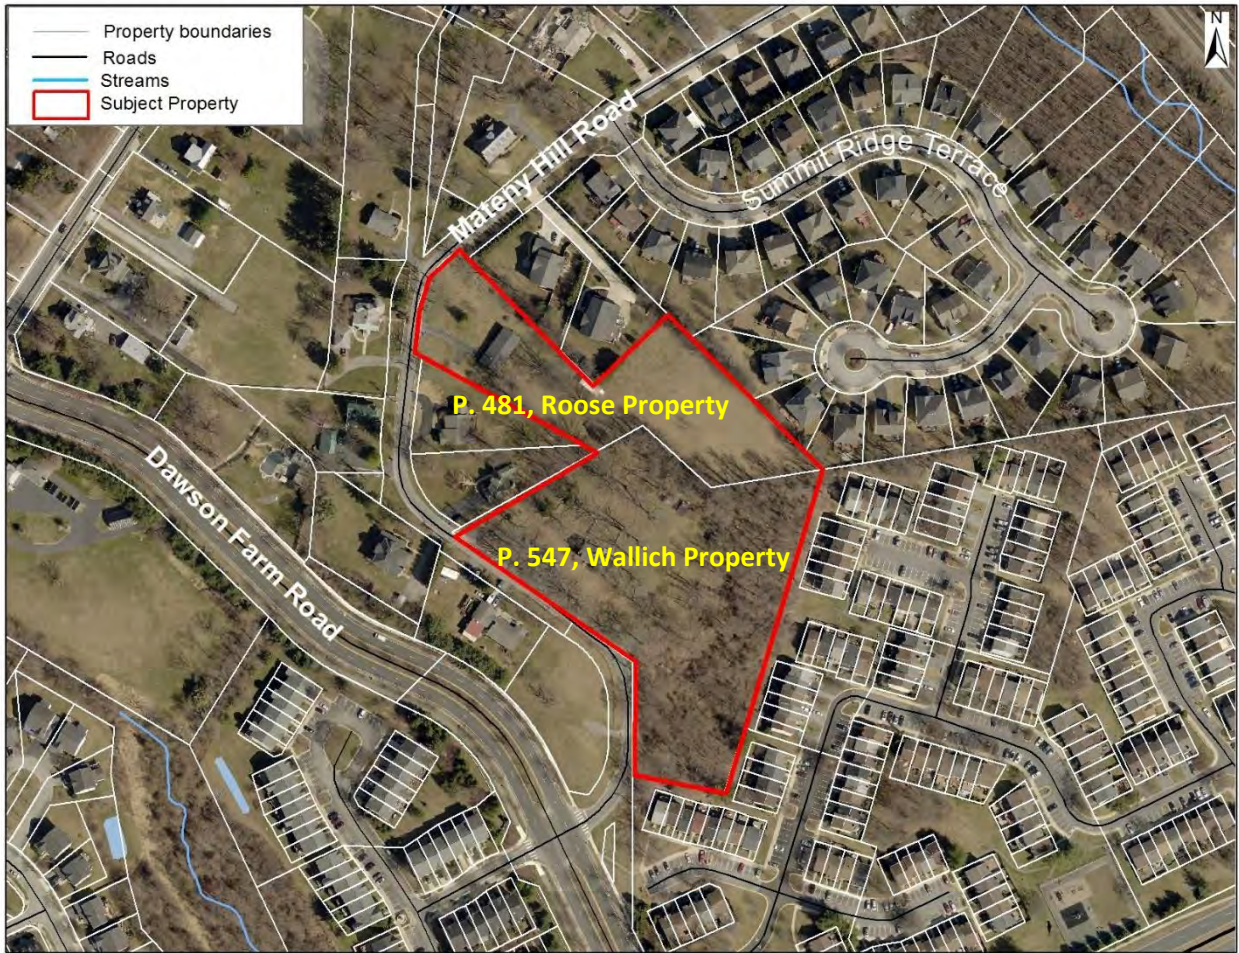 Property boundaries
Roads
Streams
Subject Property
N
Mateny Hill Road
Summit Ridge Terrace
P. 481, Roose Property
Dawson Farm Road
P. 547, Wallich Property